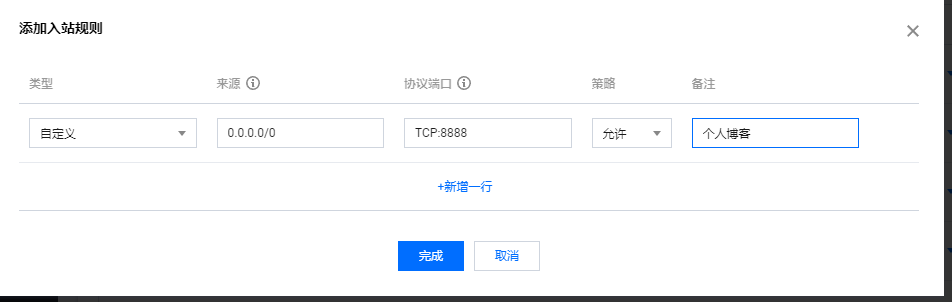 添加入站规则
类型 来源 协议端口 策略 备注
自定义 0.0.0.0/0 TCP:8888 允许 个人博客
+新增一行
完成 取消